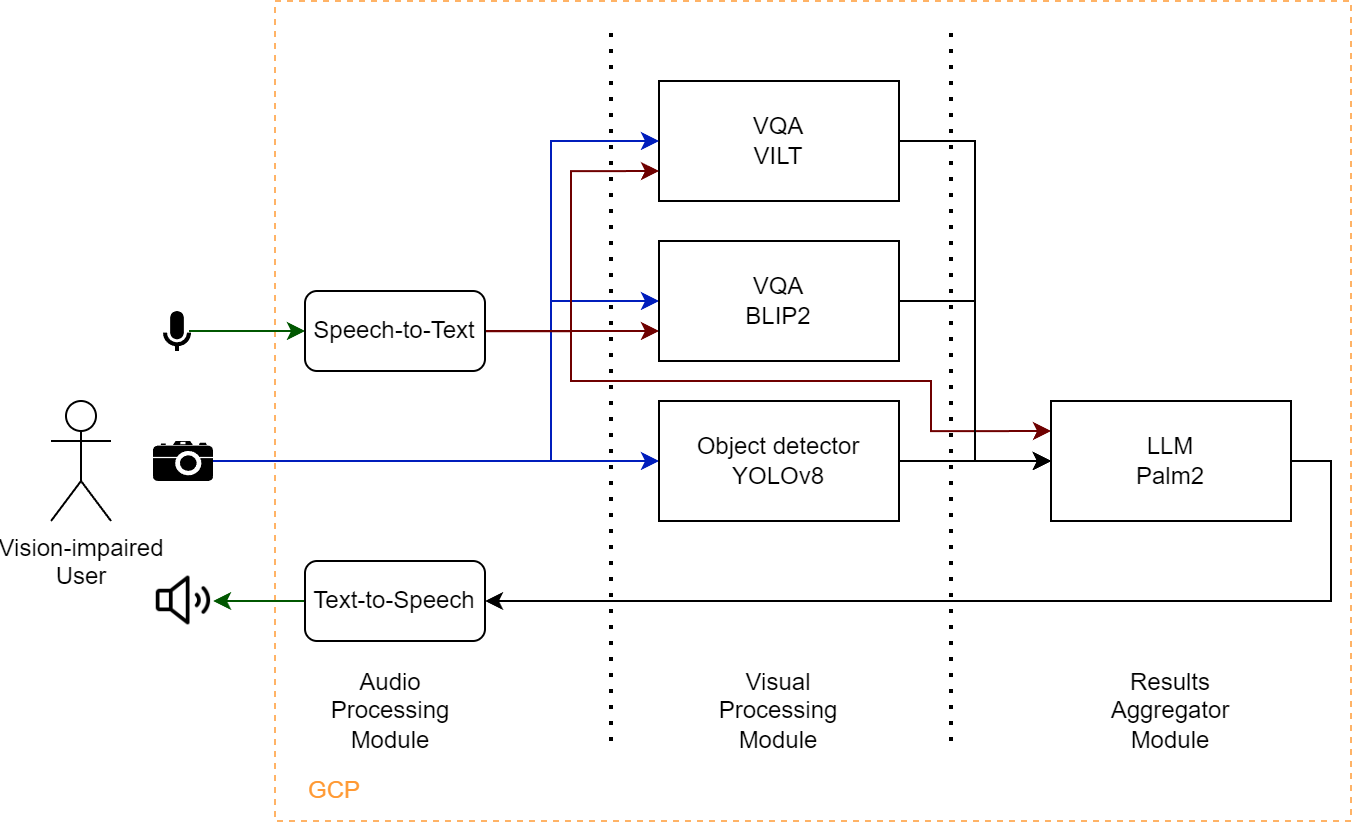 VQA
VILT
VQA
BLIP2
Speech-to-Text
Object detector
YOLOv8
LLM
Palm2
Vision-impaired
User
Text-to-Speech
Audio
Processing
Module
Visual
Processing
Module
Results
Aggregator
Module
GCP